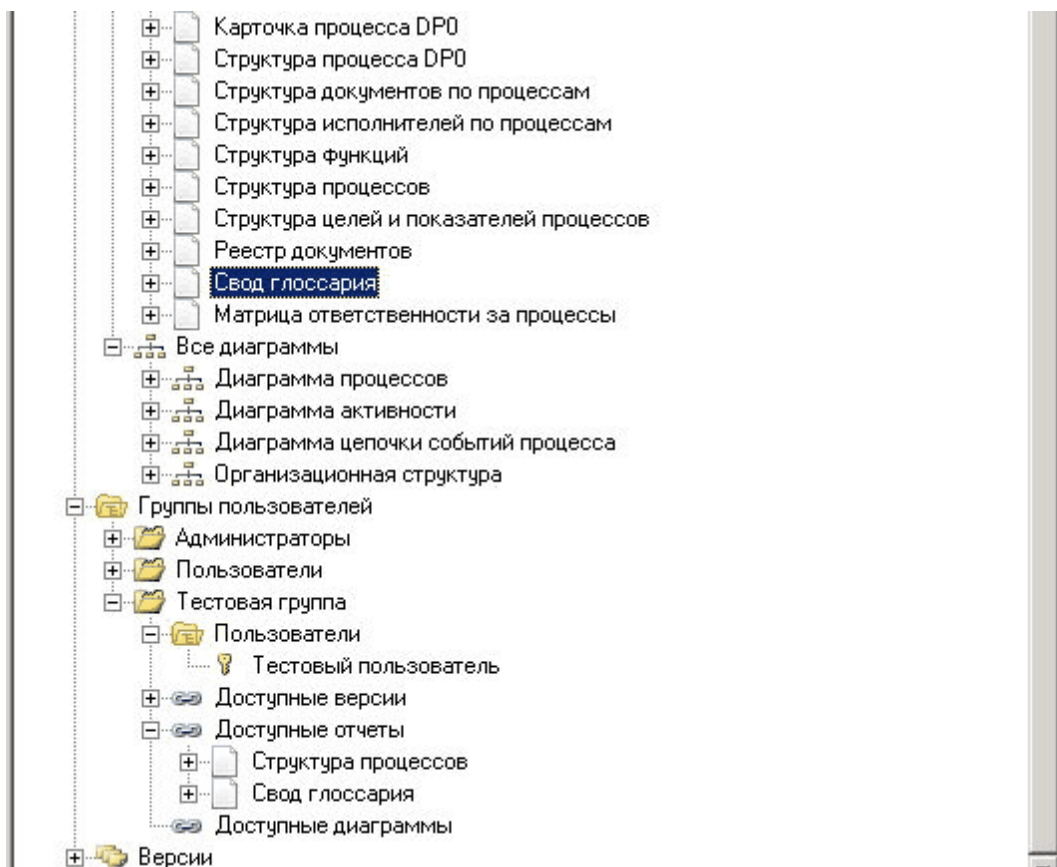 Карточка процесса DP0
Структура процесса DP0
Структура документов по процессам
Структура исполнителей по процессам
Структура функций
Структура процессов
Структура целей и показателей процессов
Реестр документов
Свод глоссария
Матрица ответственности за процессы
Все диаграммы
Диаграмма процессов
Диаграмма активности
Диаграмма цепочки событий процесса
Организационная структура
Группы пользователей
Администраторы
Пользователи
Тестовая группа
Пользователи
Тестовый пользователь
Доступные версии
Доступные отчеты
Структура процессов
Свод глоссария
Доступные диаграммы
Версии